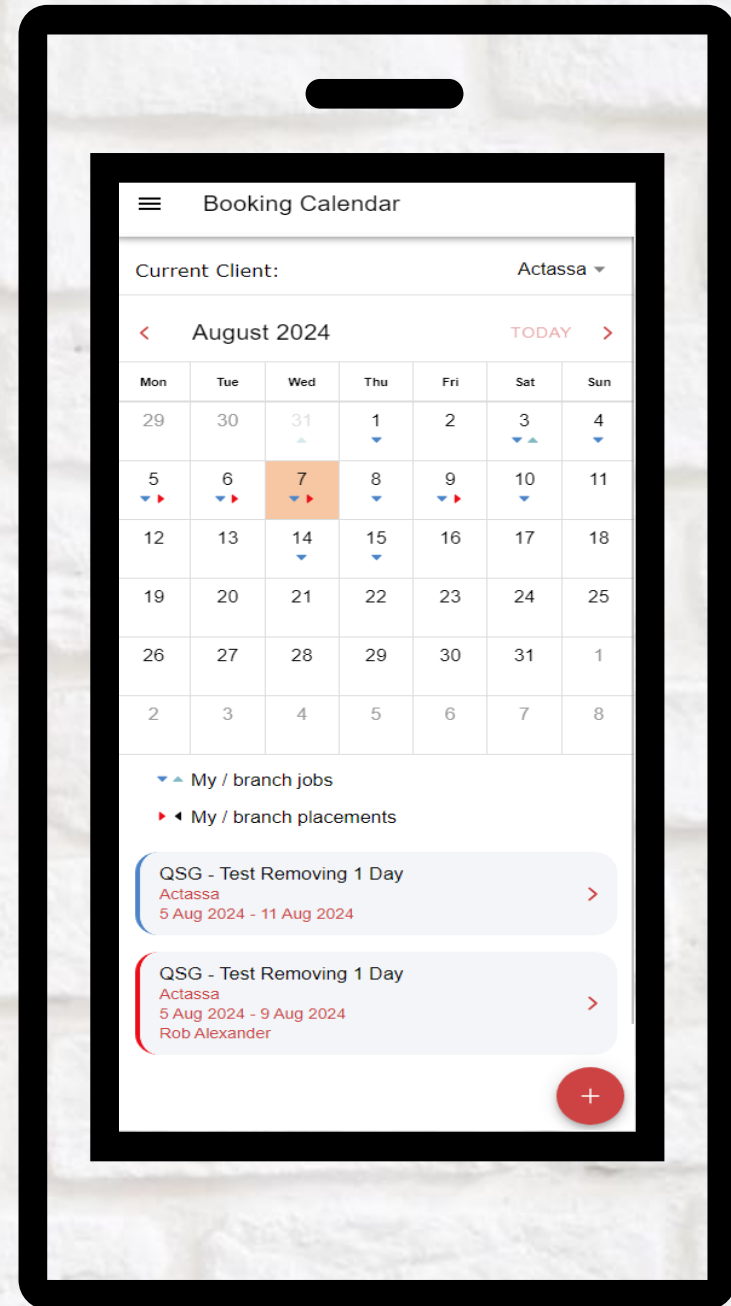 Booking Calendar
Current Client: Actassa
August 2024 TODAY
Mon Tue Wed Thu Fri Sat Sun
29 30 31 1 2 3 4
5 6 7 8 9 10 11
12 13 14 15 16 17 18
19 20 21 22 23 24 25
26 27 28 29 30 31 1
2 3 4 5 6 7 8
My / branch jobs
My / branch placements
QSG - Test Removing 1 Day
Actassa
5 Aug 2024 - 11 Aug 2024
QSG - Test Removing 1 Day
Actassa
5 Aug 2024 - 9 Aug 2024
Rob Alexander
+